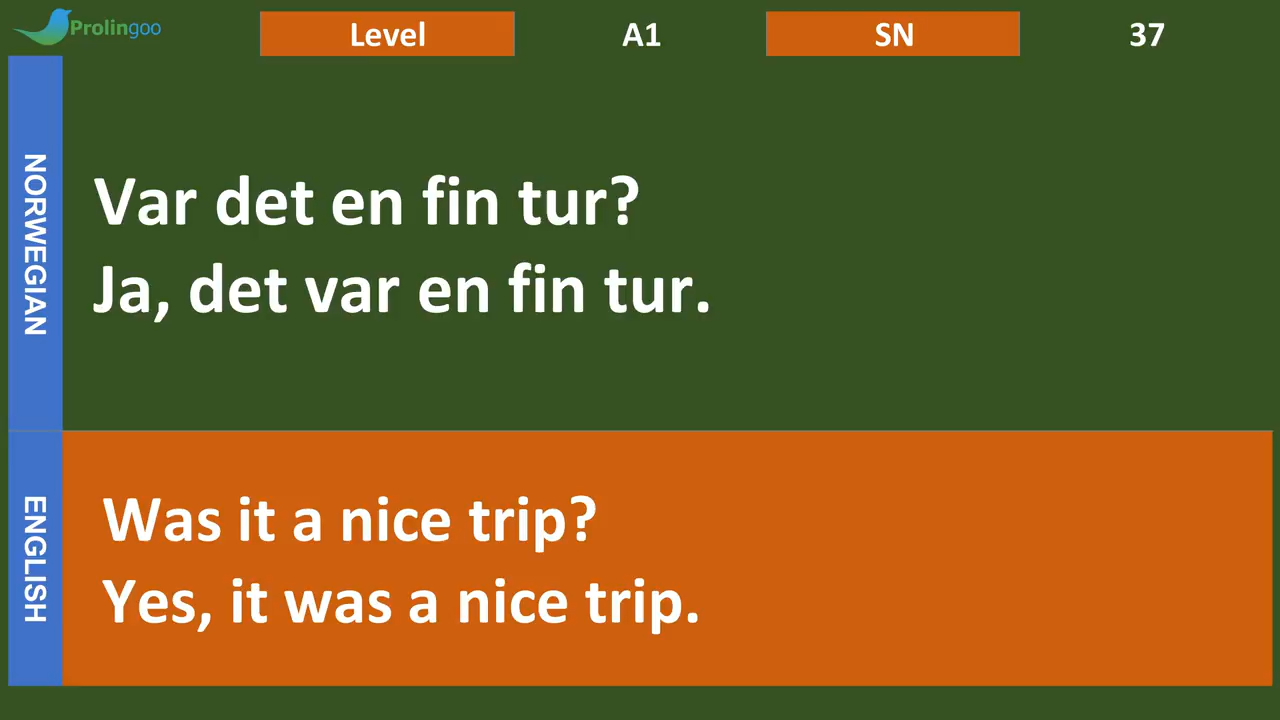 Prolingoo
Level A1 SN 37
NORWEGIAN
Var det en fin tur?
Ja, det var en fin tur.
ENGLISH
Was it a nice trip?
Yes, it was a nice trip.